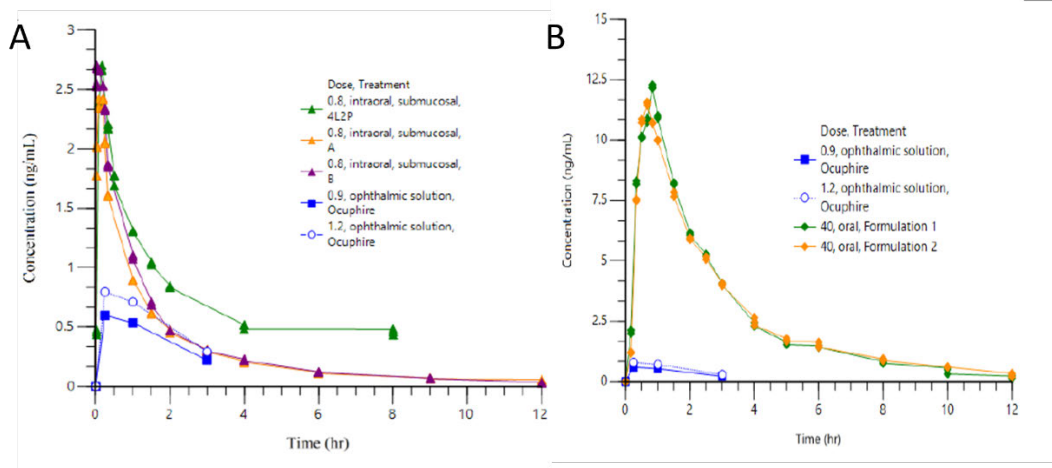 A
3
2.5
2
1.5
1
0.5
0
Concentration (ng/mL)
0
2
4
6
8
10
12
Time (hr)
Dose, Treatment
0.8, intraoral, submucosal,
4L2P
0.8, intraoral, submucosal,
A
0.8, intraoral, submucosal,
B
0.9, ophthalmic solution,
Ocuphire
1.2, ophthalmic solution,
Ocuphire
B
15
12.5
10
7.5
5
2.5
0
Concentration (ng/mL)
0
2
4
6
8
10
12
Time (hr)
Dose, Treatment
0.9, ophthalmic solution,
Ocuphire
1.2, ophthalmic solution,
Ocuphire
40, oral, Formulation 1
40, oral, Formulation 2